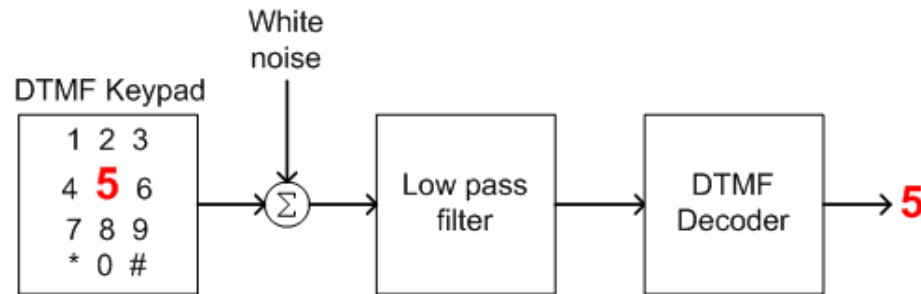 White
noise
DTMF Keypad
1 2 3
4 5 6
7 8 9
* 0 #
Σ
Low pass
filter
DTMF
Decoder
5